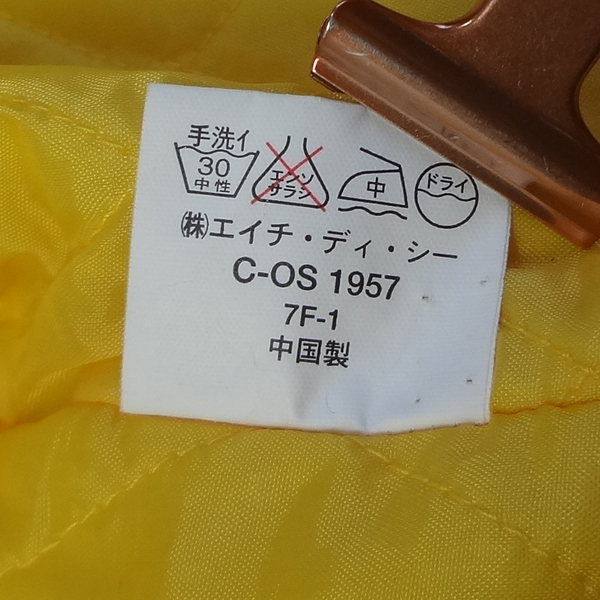 手洗イ
30
中性
エンソ
サラシ
中
ドライ
㈱エイチ・ディ・シー
C-OS 1957
7F-1
中国製